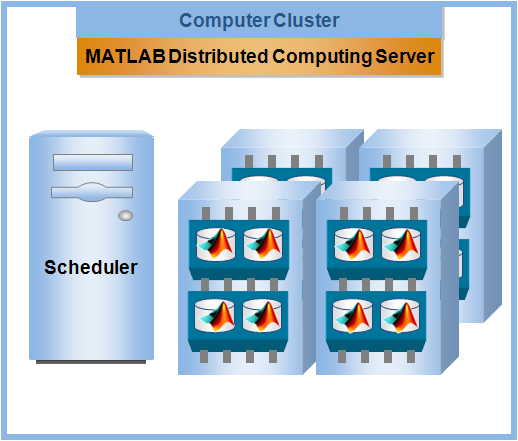 Computer Cluster
MATLAB Distributed Computing Server
Scheduler